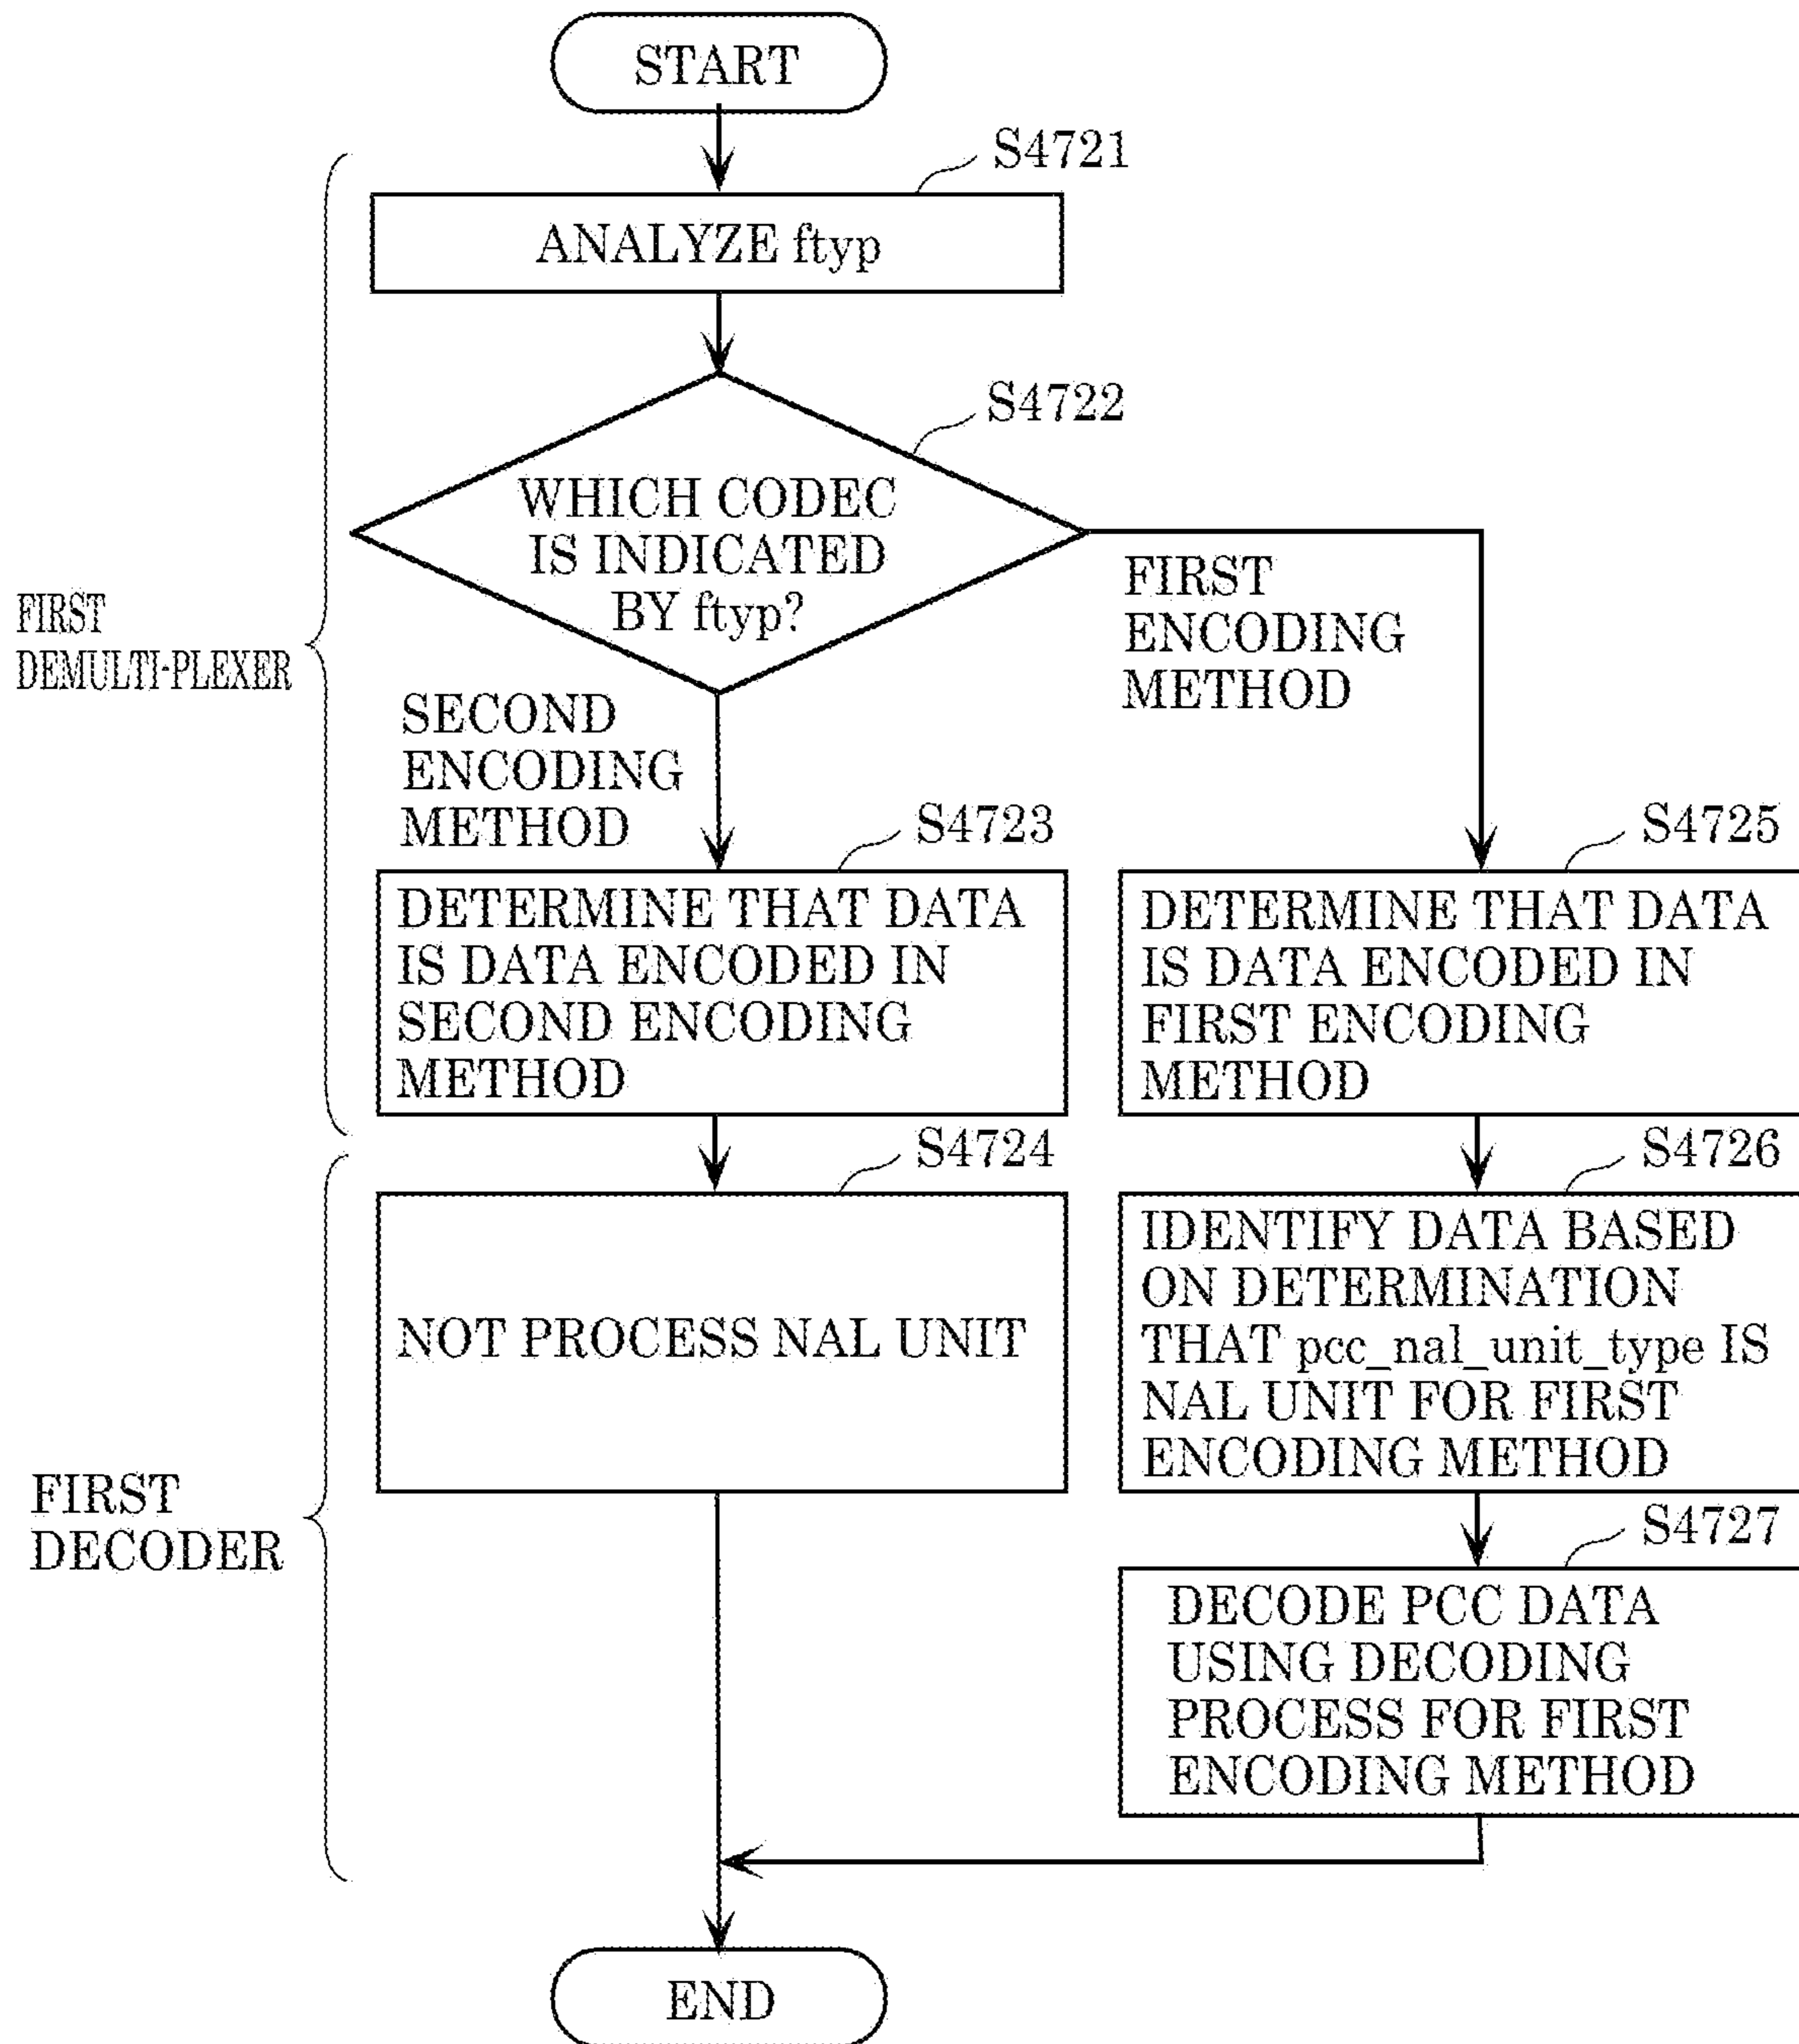 START
S4721
ANALYZE ftyp
S4722
WHICH CODEC
IS INDICATED
BY ftyp?
FIRST
ENCODING
METHOD
FIRST
DEMULTI-PLEXER
SECOND
ENCODING
METHOD
S4723
DETERMINE THAT DATA
IS DATA ENCODED IN
SECOND ENCODING
METHOD
S4725
DETERMINE THAT DATA
IS DATA ENCODED IN
FIRST ENCODING
METHOD
S4724
NOT PROCESS NAL UNIT
S4726
IDENTIFY DATA BASED
ON DETERMINATION
THAT pcc_nal_unit_type IS
NAL UNIT FOR FIRST
ENCODING METHOD
FIRST
DECODER
S4727
DECODE PCC DATA
USING DECODING
PROCESS FOR FIRST
ENCODING METHOD
END